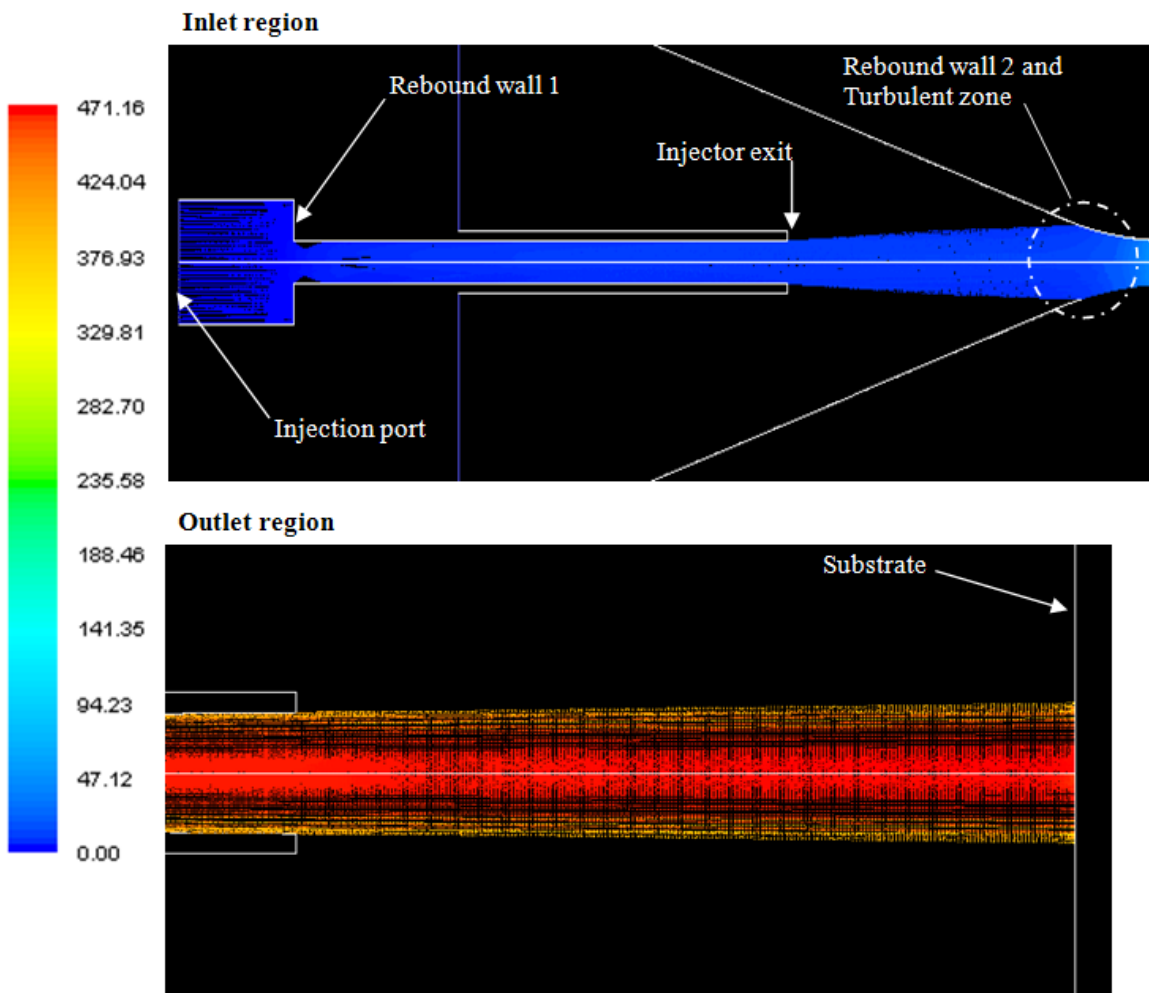 Inlet region
Rebound wall 1
Rebound wall 2 and
Turbulent zone
Injector exit
Injection port
471.16
424.04
376.93
329.81
282.70
235.58
188.46
141.35
94.23
47.12
0.00
Outlet region
Substrate